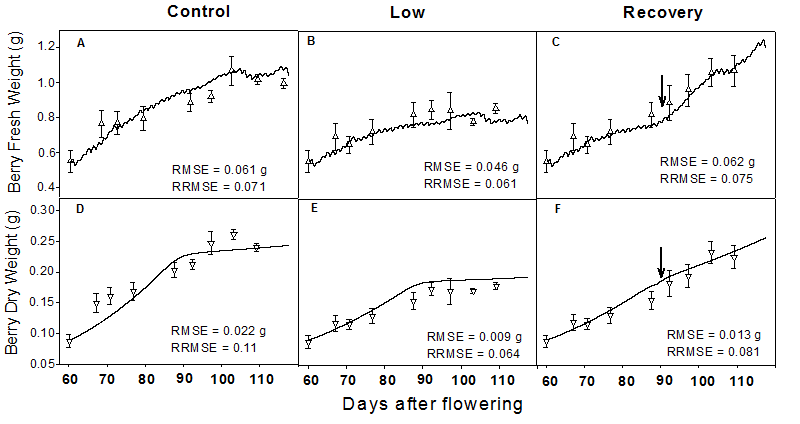 Control Low Recovery
Berry Fresh Weight (g)
1.2
1.0
0.8
0.6
0.4
A
RMSE = 0.061 g
RRMSE = 0.071
B
RMSE = 0.046 g
RRMSE = 0.061
C
RMSE = 0.062 g
RRMSE = 0.075
Berry Dry Weight (g)
0.30
0.25
0.20
0.15
0.10
0.05
D
RMSE = 0.022 g
RRMSE = 0.11
E
RMSE = 0.009 g
RRMSE = 0.064
F
RMSE = 0.013 g
RRMSE = 0.081
60 70 80 90 100 110 60 70 80 90 100 110 60 70 80 90 100 110
Days after flowering